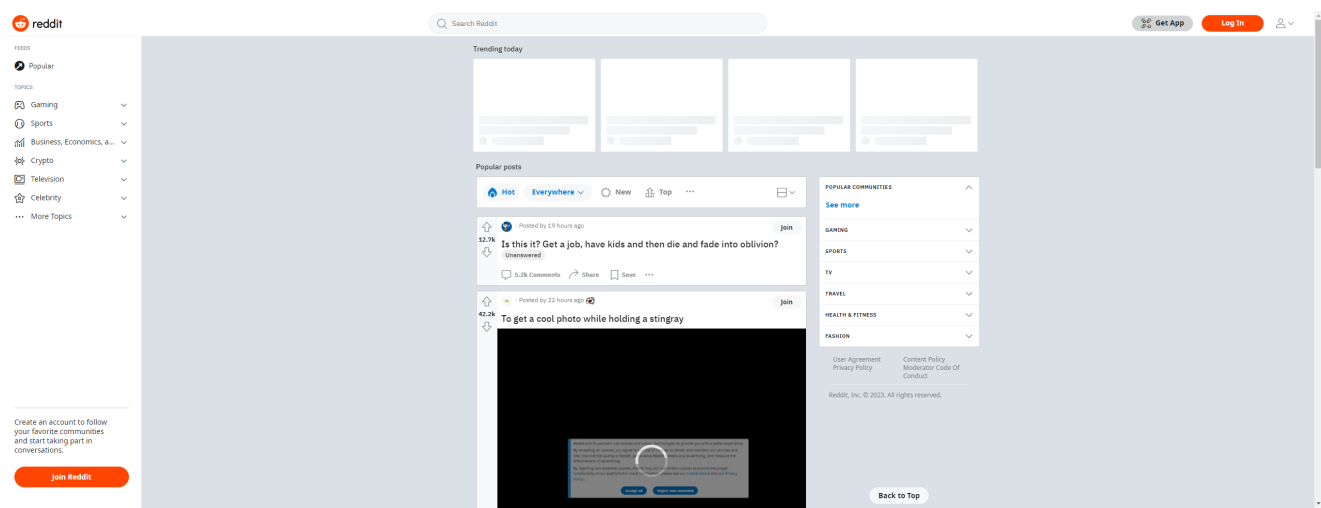 reddit
Search Reddit
Get App
Log In
FEEDS
Popular
TOPICS
Gaming
Sports
Business, Economics, a...
Crypto
Television
Celebrity
More Topics
Create an account to follow
your favorite communities
and start taking part in
conversations.
Join Reddit
Trending today
Popular posts
Hot
Everywhere
New
Top
Posted by 19 hours ago
Join
12.7k
Is this it? Get a job, have kids and then die and fade into oblivion?
Unanswered
5.2k Comments
Share
Save
Posted by 22 hours ago
Join
42.2k
To get a cool photo while holding a stingray
Accept all
POPULAR COMMUNITIES
See more
GAMING
SPORTS
TV
TRAVEL
HEALTH & FITNESS
FASHION
User Agreement
Privacy Policy
Content Policy
Moderator Code Of
Conduct
Reddit, Inc. © 2023. All rights reserved.
Back to Top